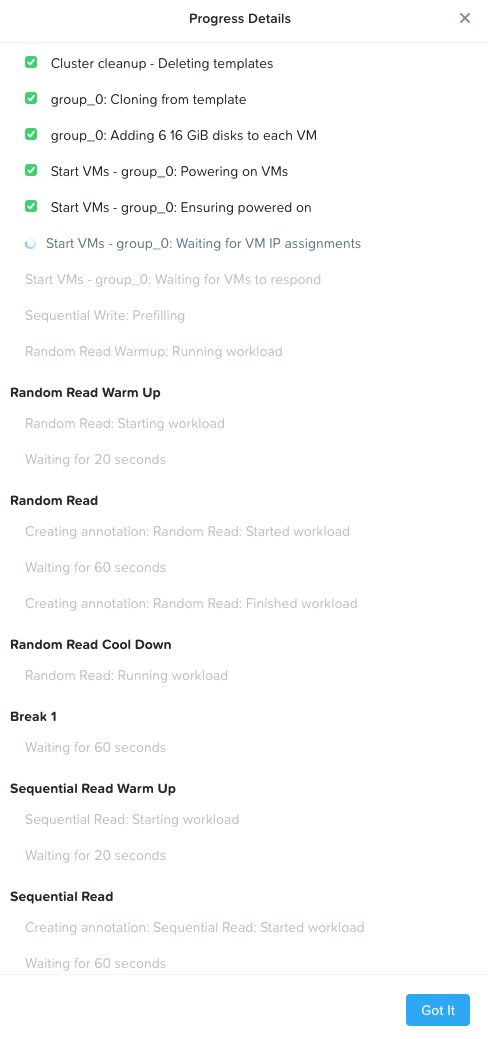 Progress Details
Cluster cleanup - Deleting templates
group_0: Cloning from template
group_0: Adding 6 16 GiB disks to each VM
Start VMs - group_0: Powering on VMs
Start VMs - group_0: Ensuring powered on
Start VMs - group_0: Waiting for VM IP assignments
Start VMs - group_0: Waiting for VMs to respond
Sequential Write: Prefilling
Random Read Warmup: Running workload
Random Read Warm Up
Random Read: Starting workload
Waiting for 20 seconds
Random Read
Creating annotation: Random Read: Started workload
Waiting for 60 seconds
Creating annotation: Random Read: Finished workload
Random Read Cool Down
Random Read: Running workload
Break 1
Waiting for 60 seconds
Sequential Read Warm Up
Sequential Read: Starting workload
Waiting for 20 seconds
Sequential Read
Creating annotation: Sequential Read: Started workload
Waiting for 60 seconds
Got It